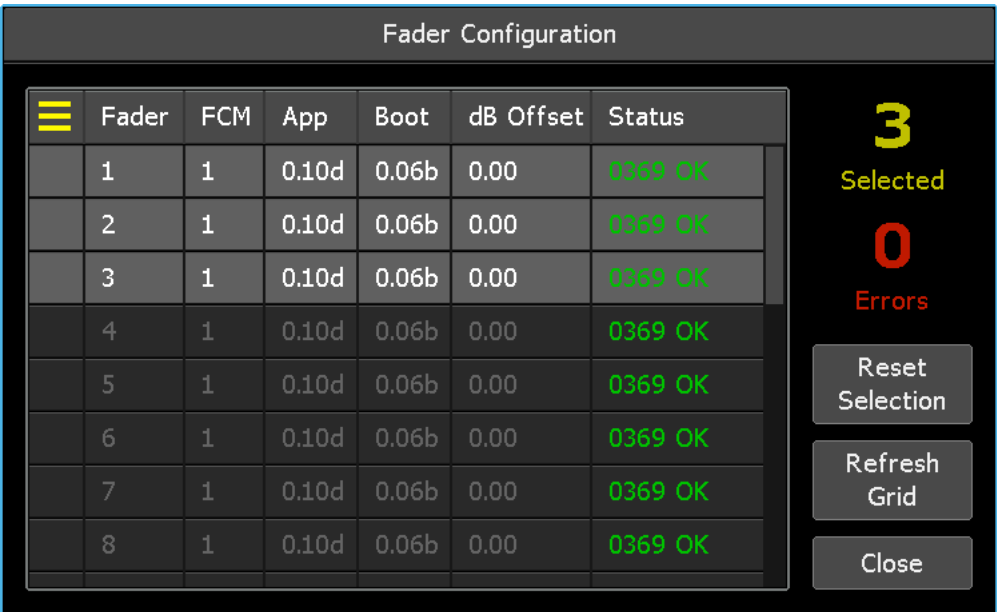 Fader Configuration
Fader FCM App Boot dB Offset Status
1 1 0.10d 0.06b 0.00 0369 OK
2 1 0.10d 0.06b 0.00 0369 OK
3 1 0.10d 0.06b 0.00 0369 OK
4 1 0.10d 0.06b 0.00 0369 OK
5 1 0.10d 0.06b 0.00 0369 OK
6 1 0.10d 0.06b 0.00 0369 OK
7 1 0.10d 0.06b 0.00 0369 OK
8 1 0.10d 0.06b 0.00 0369 OK
3
Selected
0
Errors
Reset
Selection
Refresh
Grid
Close